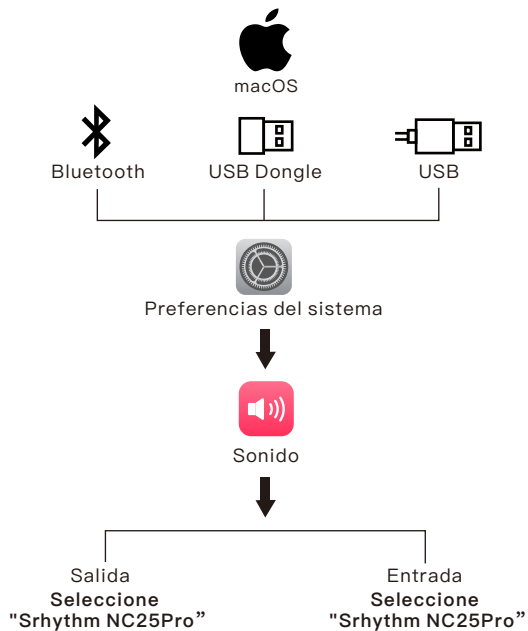 macOS
Bluetooth
USB Dongle
USB
Preferencias del sistema
Sonido
Salida
Seleccione
"Srhythm NC25Pro”
Entrada
Seleccione
"Srhythm NC25Pro”